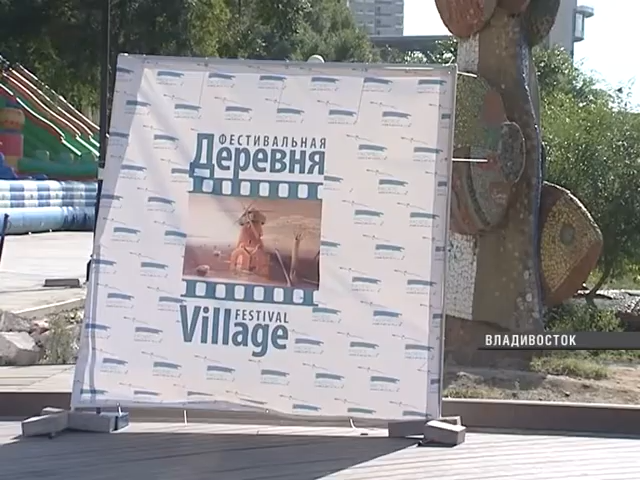 ФЕСТИВАЛЬНАЯ
Деревня
FESTIVAL
Village
ВЛАДИВОСТОК